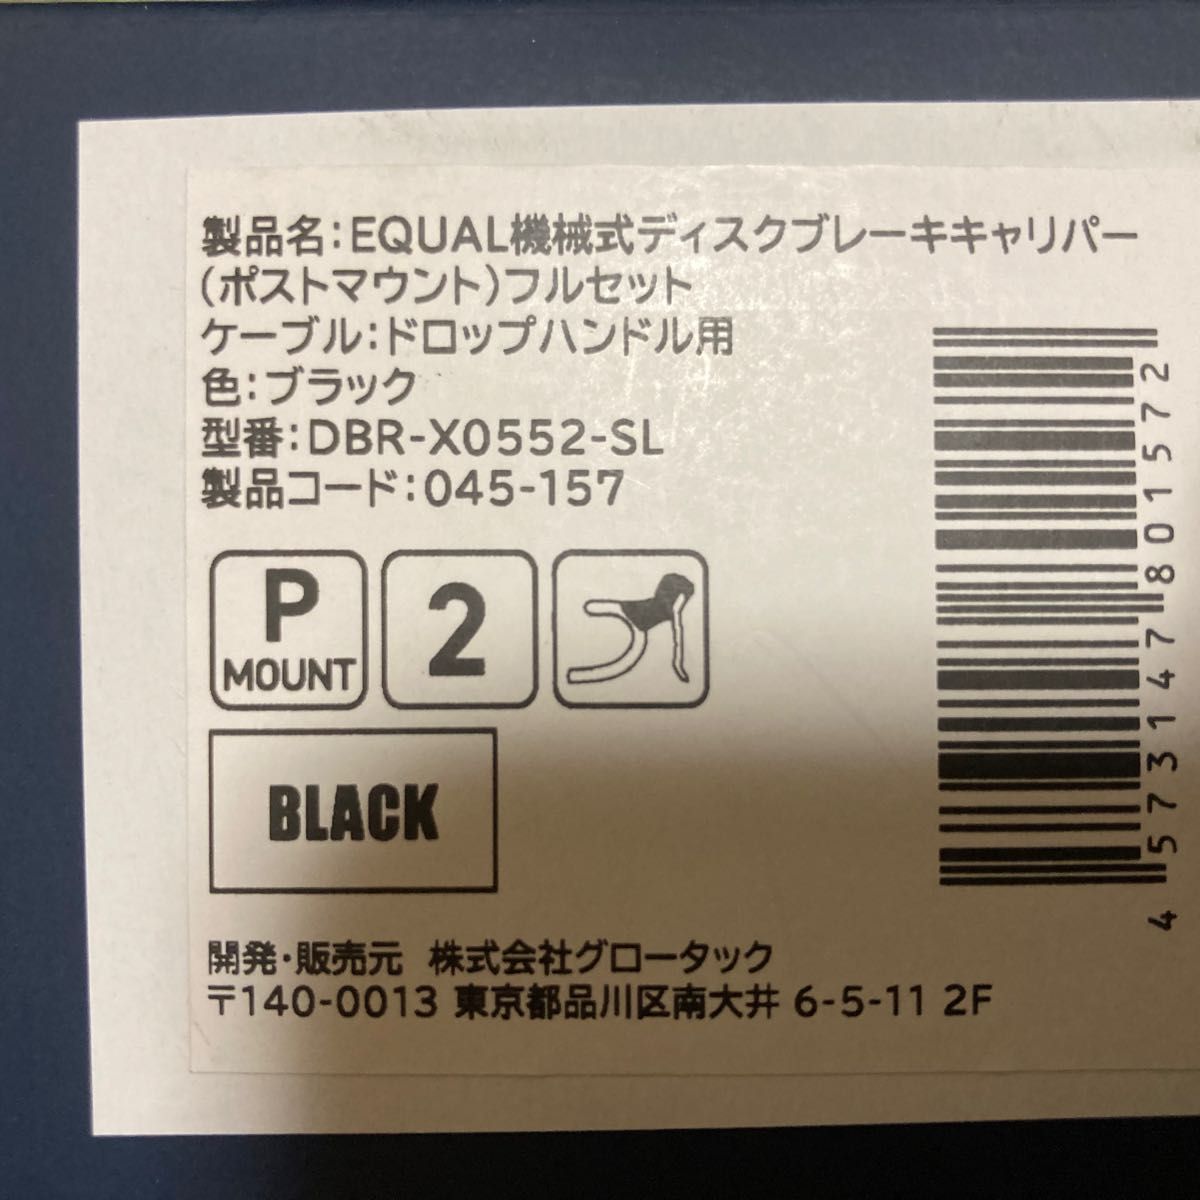 製品名：EQUAL機械式ディスクブレーキキャリパー
（ポストマウント）フルセット
ケーブル：ドロップハンドル用
色：ブラック
型番：DBR-X0552-SL
製品コード：045-157
P
MOUNT
2
BLACK
4573147801572
開発・販売元 株式会社グロータック
〒140-0013 東京都品川区南大井 6-5-11 2F